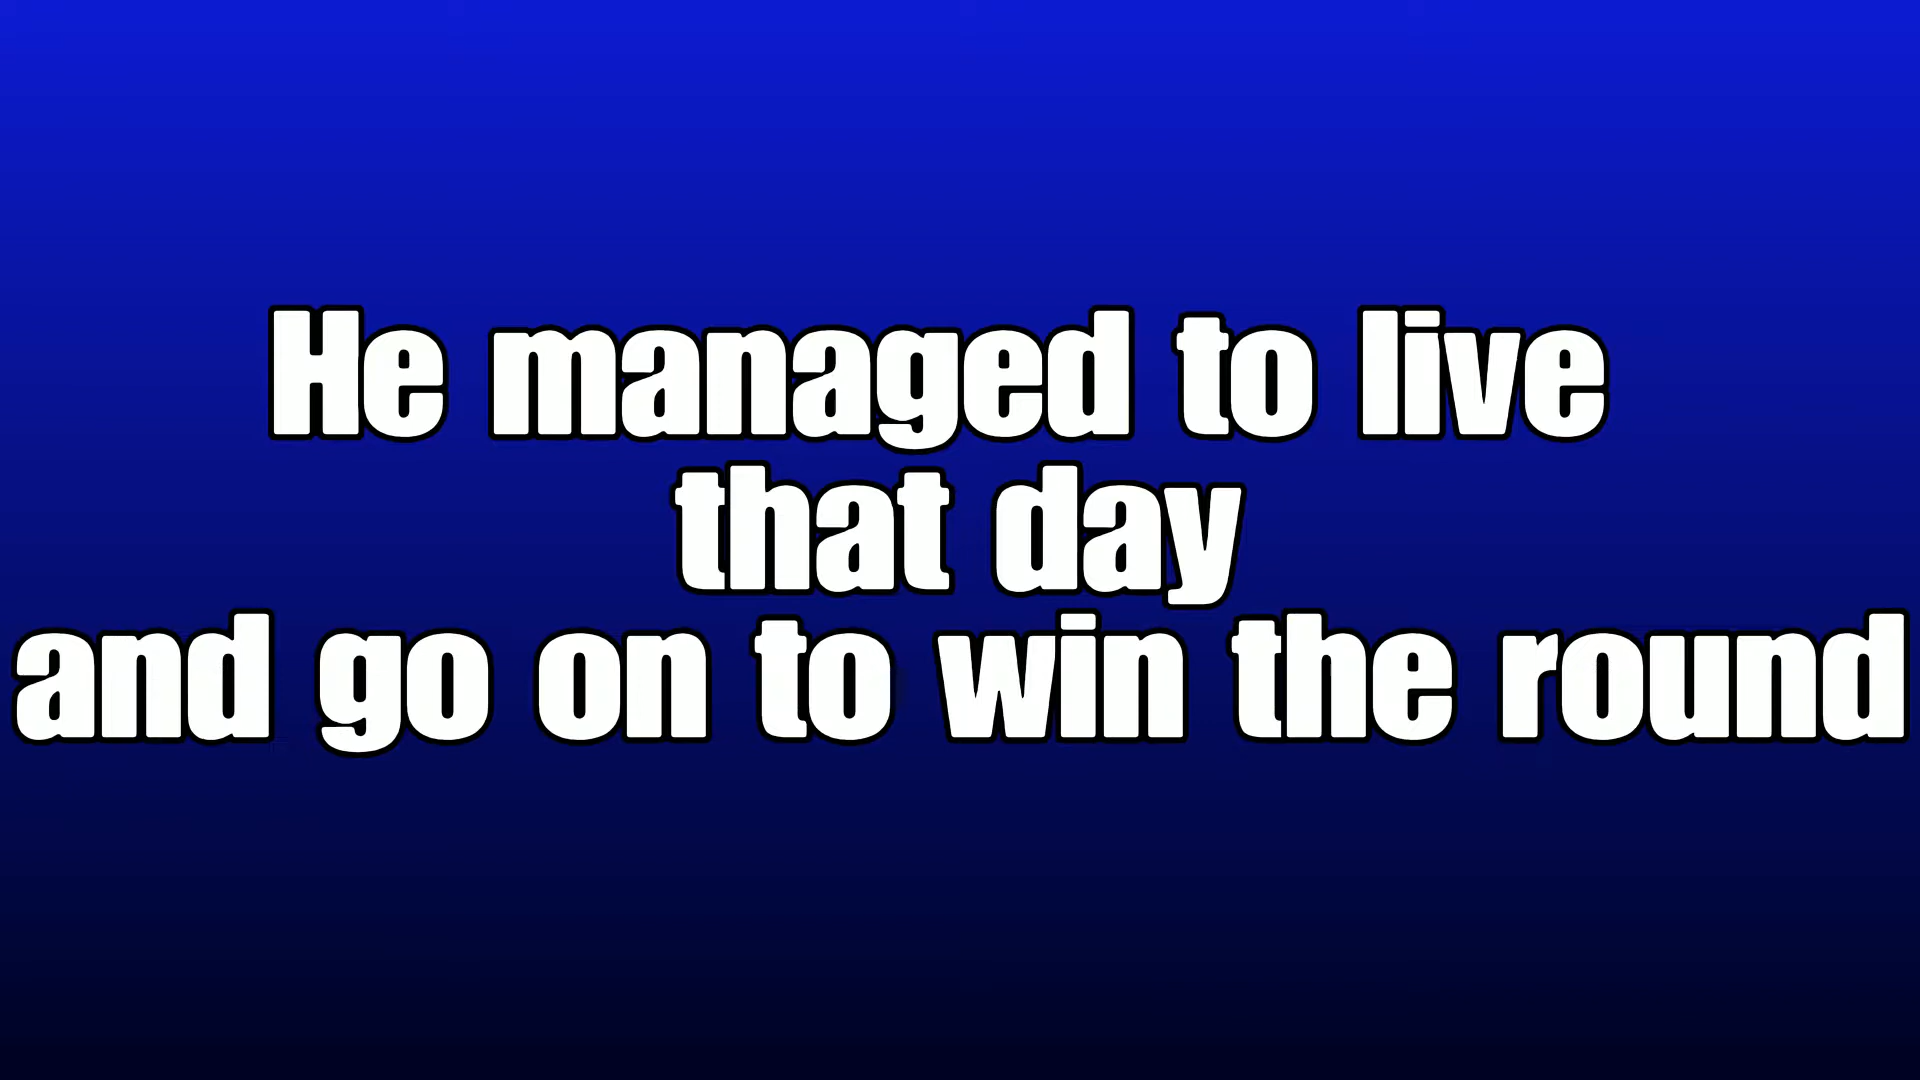 He managed to live
that day
and go on to win the round